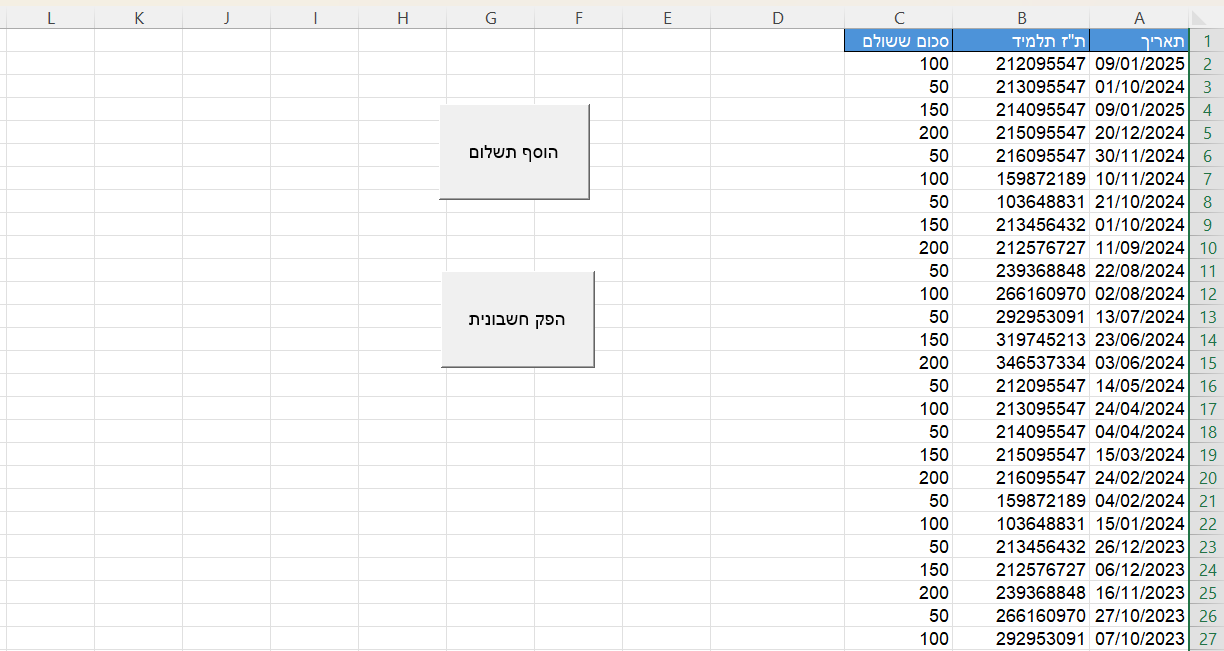 A B C D E F G H I J K L
1 תאריך ת"ז תלמיד סכום ששולם
2 09/01/2025 212095547 100
3 01/10/2024 213095547 50
4 09/01/2025 214095547 150
5 20/12/2024 215095547 200
6 30/11/2024 216095547 50
7 10/11/2024 159872189 100
8 21/10/2024 103648831 50
9 01/10/2024 213456432 150
10 11/09/2024 212576727 200
11 22/08/2024 239368848 50
12 02/08/2024 266160970 100
13 13/07/2024 292953091 50
14 23/06/2024 319745213 150
15 03/06/2024 346537334 200
16 14/05/2024 212095547 50
17 24/04/2024 213095547 100
18 04/04/2024 214095547 50
19 15/03/2024 215095547 150
20 24/02/2024 216095547 200
21 04/02/2024 159872189 50
22 15/01/2024 103648831 100
23 26/12/2023 213456432 50
24 06/12/2023 212576727 150
25 16/11/2023 239368848 200
26 27/10/2023 266160970 50
27 07/10/2023 292953091 100
הוסף תשלום
הפק חשבונית